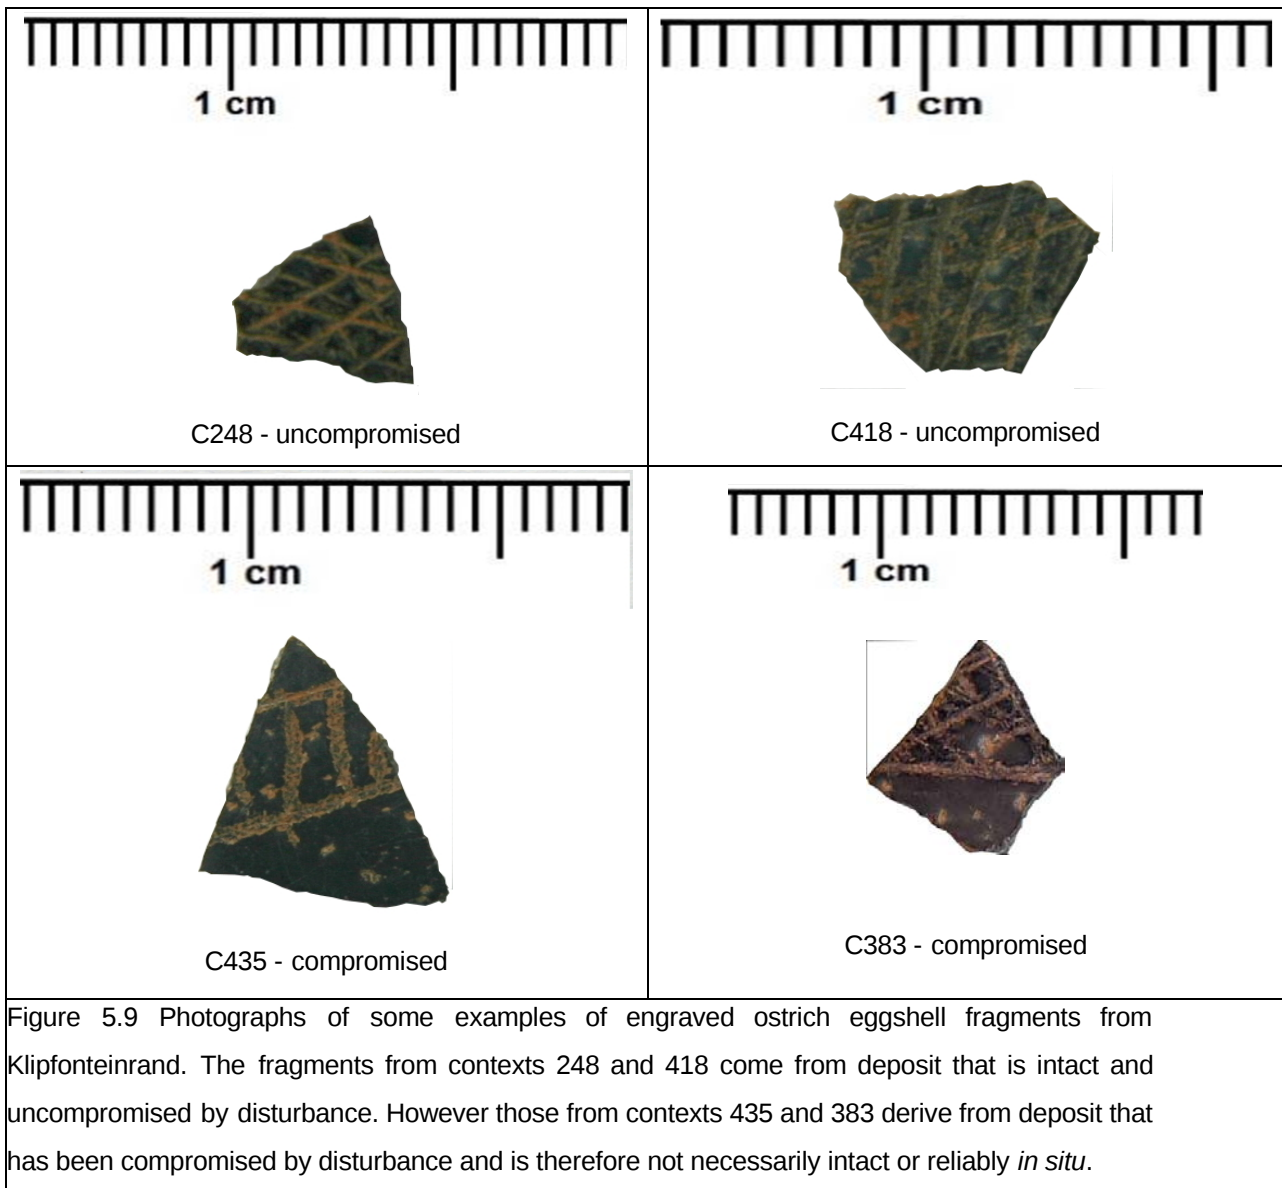 1 cm
1 cm
C248 - uncompromised
C418 - uncompromised
1 cm
1 cm
C435 - compromised
C383 - compromised
Figure 5.9 Photographs of some examples of engraved ostrich eggshell fragments from
Klipfonteinrand. The fragments from contexts 248 and 418 come from deposit that is intact and
uncompromised by disturbance. However those from contexts 435 and 383 derive from deposit that
has been compromised by disturbance and is therefore not necessarily intact or reliably in situ.